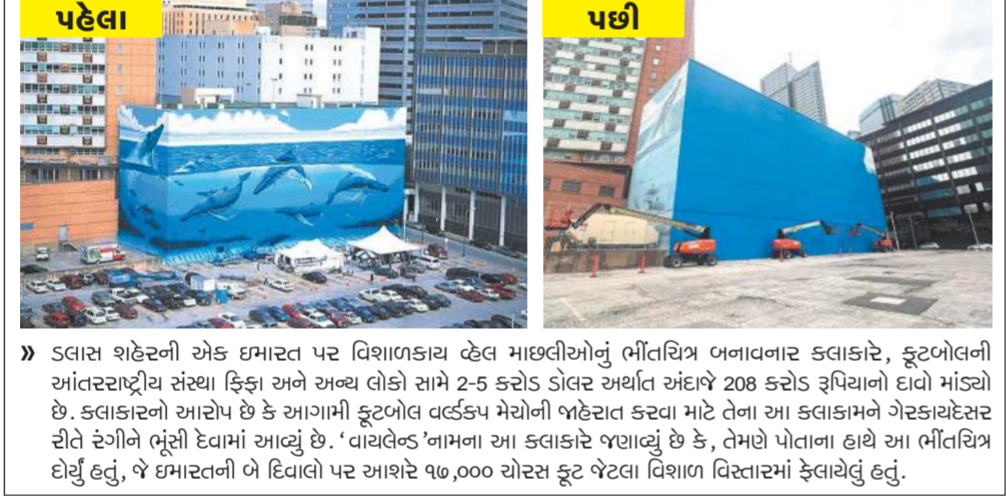 પહેલા
પછી
» ડલાસ શહેરની એક ઇમારત પર વિશાળકાય વ્હેલ માછલીઓનું ભીંતચિત્ર બનાવનાર કલાકારે, ફૂટબોલની
આંતરરાષ્ટ્રીય સંસ્થા ફિફા અને અન્ય લોકો સામે 2-5 કરોડ ડોલર અર્થાત અંદાજે 208 કરોડ રૂપિયાનો દાવો માંડ્યો
છે. કલાકારનો આરોપ છે કે આગામી ફૂટબોલ વર્લ્ડકપ મેચોની જાહેરાત કરવા માટે તેના આ કલાકામને ગેરકાયદેસર
રીતે રંગીને ભૂંસી દેવામાં આવ્યું છે. ‘વાયલેન્ડ’નામના આ કલાકારે જણાવ્યું છે કે, તેમણે પોતાના હાથે આ ભીંતચિત્ર
દોર્યું હતું, જે ઇમારતની બે દિવાલો પર આશરે ૧૭,૦૦૦ ચોરસ ફૂટ જેટલા વિશાળ વિસ્તારમાં ફેલાયેલું હતું.